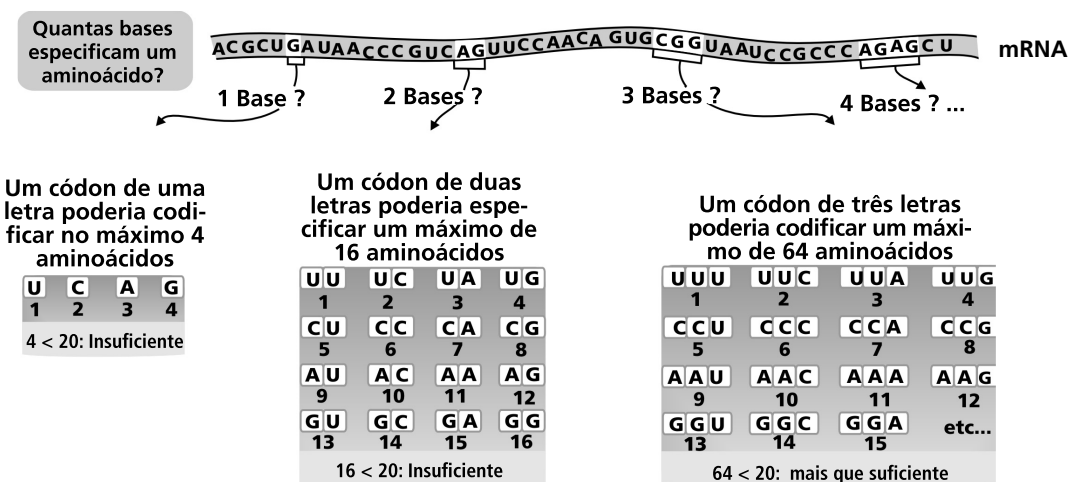 Quantas bases
especificam um
aminoácido?
ACGCUGAUAACCCGUCAGUUCCAACAGUGCGGUAAUCCGCCCAGAGCU
mRNA
1 Base ?
2 Bases ?
3 Bases ?
4 Bases ? ...
Um códon de uma
letra poderia codi-
ficar no máximo 4
aminoácidos
U C A G
1 2 3 4
4 < 20: Insuficiente
Um códon de duas
letras poderia espe-
cificar um máximo de
16 aminoácidos
UU UC UA UG
1 2 3 4
CU CC CA CG
5 6 7 8
AU AC AA AG
9 10 11 12
GU GC GA GG
13 14 15 16
16 < 20: Insuficiente
Um códon de três letras
poderia codificar um máxi-
mo de 64 aminoácidos
UUU UUC UUA UUG
1 2 3 4
CCU CCC CCA CCG
5 6 7 8
AAU AAC AAA AAG
9 10 11 12
GGU GGC GGA etc...
13 14 15
64 < 20: mais que suficiente